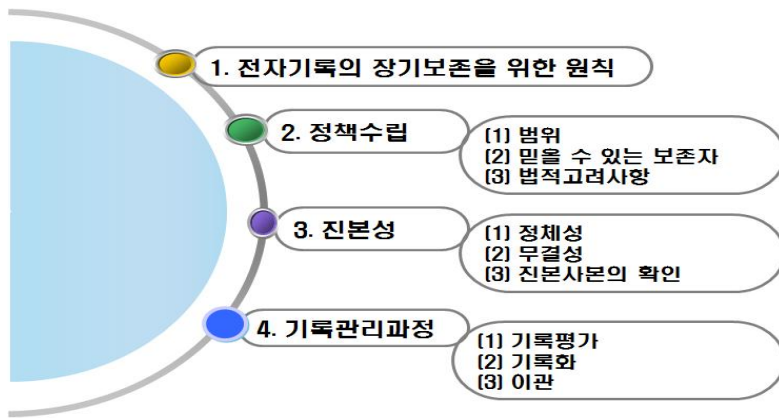 1. 전자기록의 장기보존을 위한 원칙
2. 정책수립
(1) 범위
(2) 믿을 수 있는 보존자
(3) 법적고려사항
3. 진본성
(1) 정체성
(2) 무결성
(3) 진본사본의 확인
4. 기록관리과정
(1) 기록평가
(2) 기록화
(3) 이관